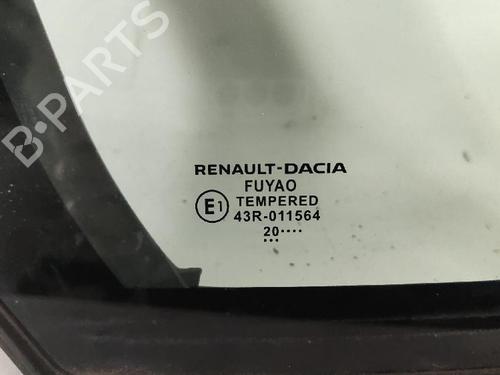 B-PARTS
RENAULT-DACIA
FUYAO
E1 TEMPERED
43R-011564
20····
···